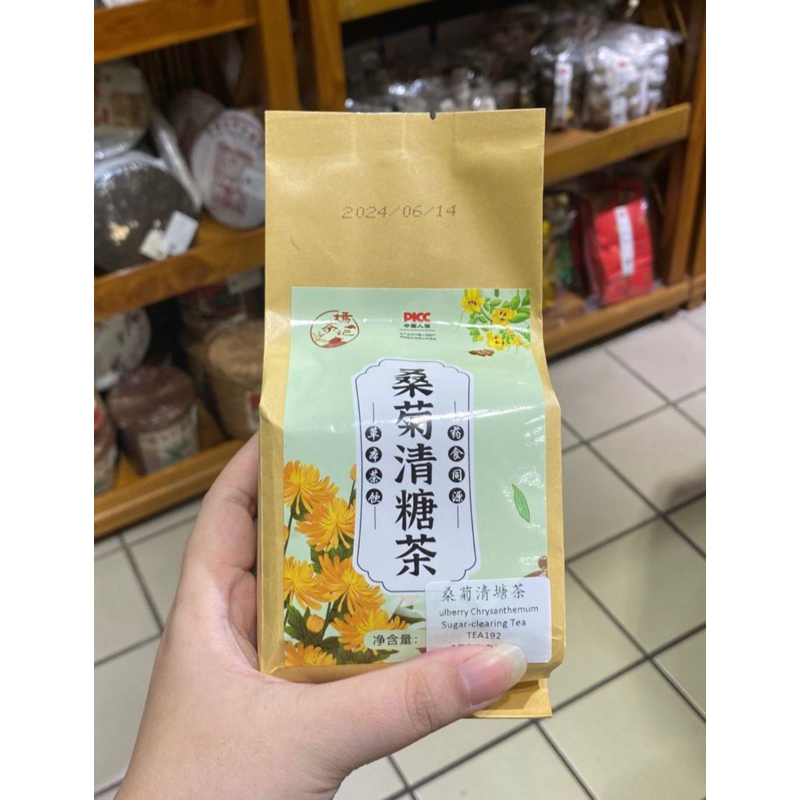 2024/06/14
PICC
中国人保
桑菊清糖茶
药食同源
草本茶饮
净含量:
桑菊清塘茶
ulberry Chrysanthemum
Sugar-clearing Tea
TEA192